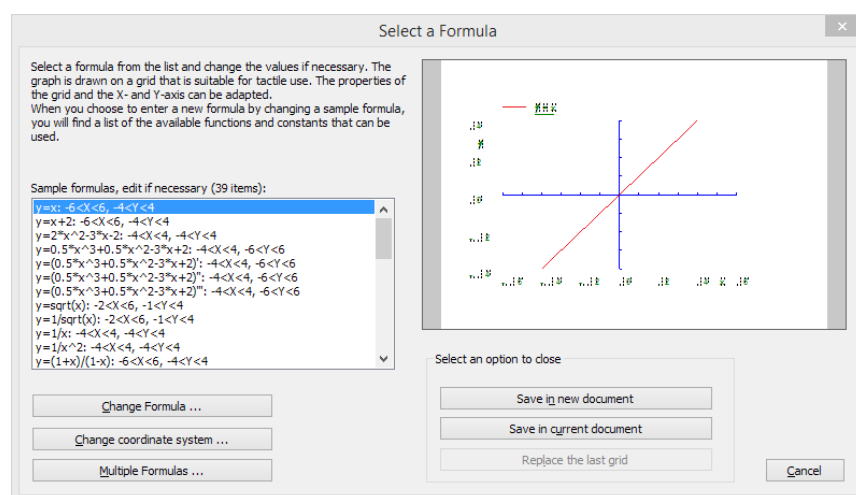 Select a Formula
Select a formula from the list and change the values if necessary. The
graph is drawn on a grid that is suitable for tactile use. The properties of
the grid and the X- and Y-axis can be adapted.
When you choose to enter a new formula by changing a sample formula,
you will find a list of the available functions and constants that can be
used.
Sample formulas, edit if necessary (39 items):
y=x: -6<X<6, -4<Y<4
y=x+2: -6<X<6, -4<Y<4
y=2*x^2-3*x-2: -4<X<4, -4<Y<4
y=0.5*x^3+0.5*x^2-3*x+2: -4<X<4, -6<Y<6
y=(0.5*x^3+0.5*x^2-3*x+2)': -4<X<4, -6<Y<6
y=(0.5*x^3+0.5*x^2-3*x+2)'': -4<X<4, -6<Y<6
y=(0.5*x^3+0.5*x^2-3*x+2)''': -4<X<4, -6<Y<6
y=sqrt(x): -2<X<6, -1<Y<4
y=1/sqrt(x): -2<X<6, -1<Y<4
y=1/x: -4<X<4, -4<Y<4
y=1/x^2: -4<X<4, -4<Y<4
y=(1+x)/(1-x): -6<X<6, -4<Y<4
Change Formula ...
Change coordinate system ...
Multiple Formulas ...
Select an option to close
Save in new document
Save in current document
Replace the last grid
Cancel